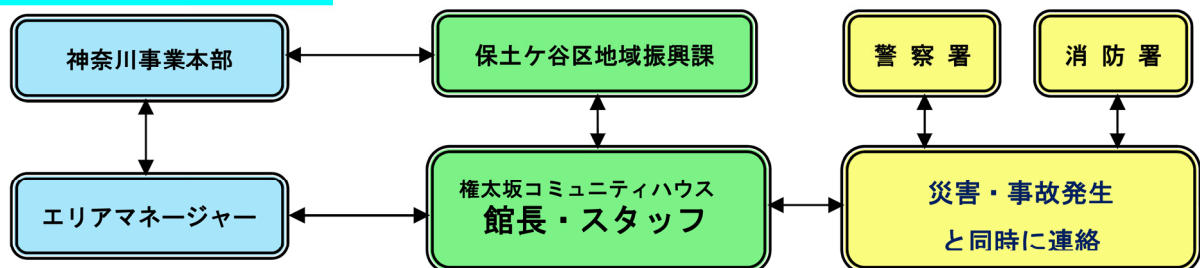 神奈川事業本部
保土ケ谷区地域振興課
警 察 署
消 防 署
エリアマネージャー
権太坂コミュニティハウス
館長・スタッフ
災害・事故発生
と同時に連絡